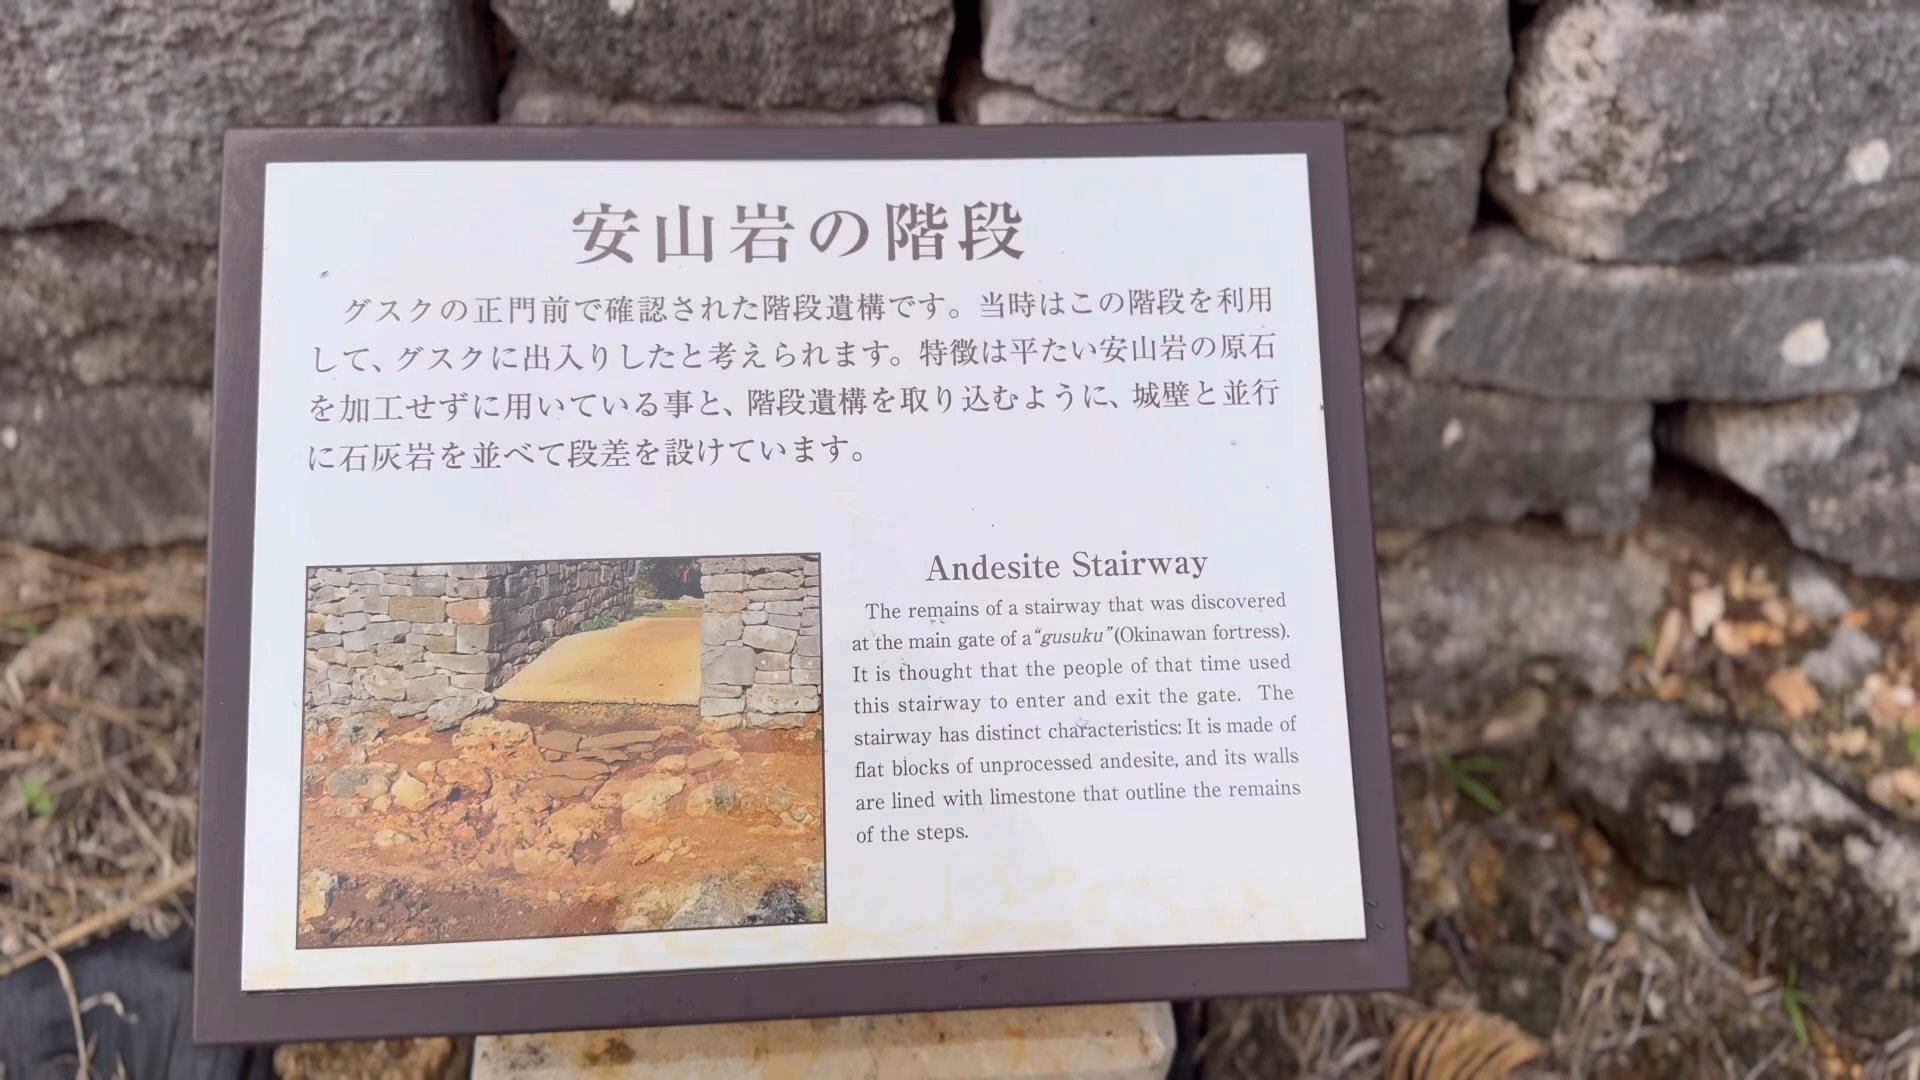 安山岩の階段
グスクの正門前で確認された階段遺構です。当時はこの階段を利用
して、グスクに出入りしたと考えられます。特徴は平たい安山岩の原石
を加工せずに用いている事と、階段遺構を取り込むように、城壁と並行
に石灰岩を並べて段差を設けています。
Andesite Stairway
The remains of a stairway that was discovered
at the main gate of a “gusuku” (Okinawan fortress).
It is thought that the people of that time used
this stairway to enter and exit the gate. The
stairway has distinct characteristics: It is made of
flat blocks of unprocessed andesite, and its walls
are lined with limestone that outline the remains
of the steps.